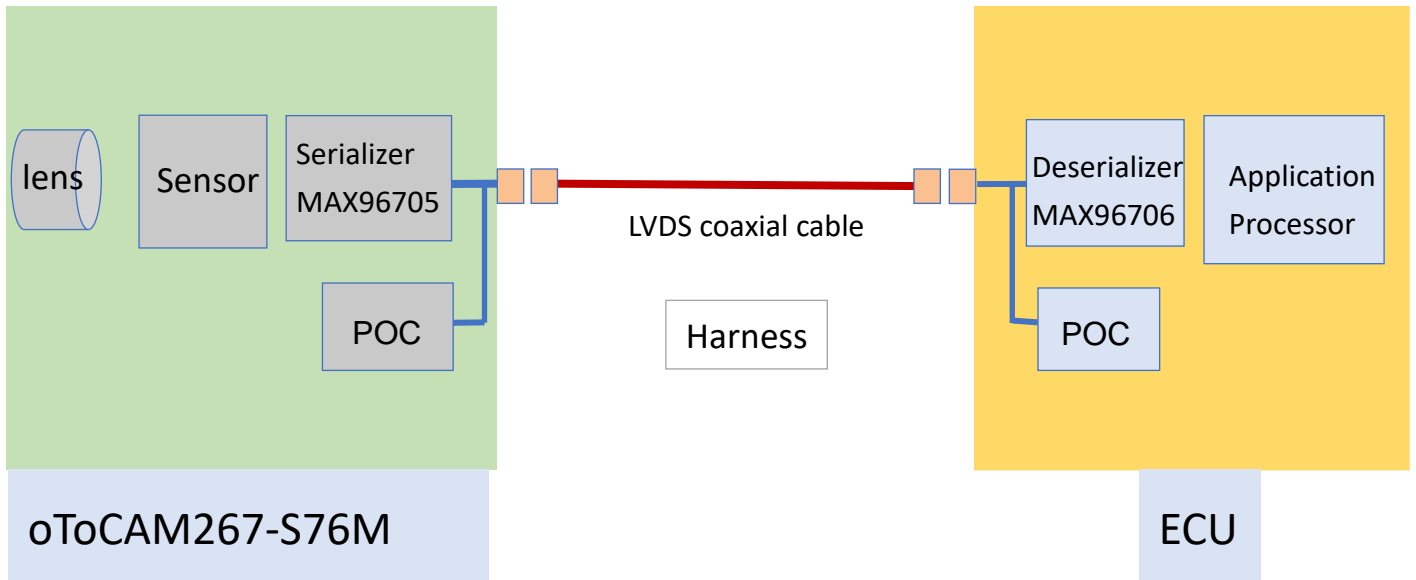 lens
Sensor
Serializer
MAX96705
POC
LVDS coaxial cable
Harness
Deserializer
MAX96706
Application
Processor
POC
oToCAM267-S76M
ECU